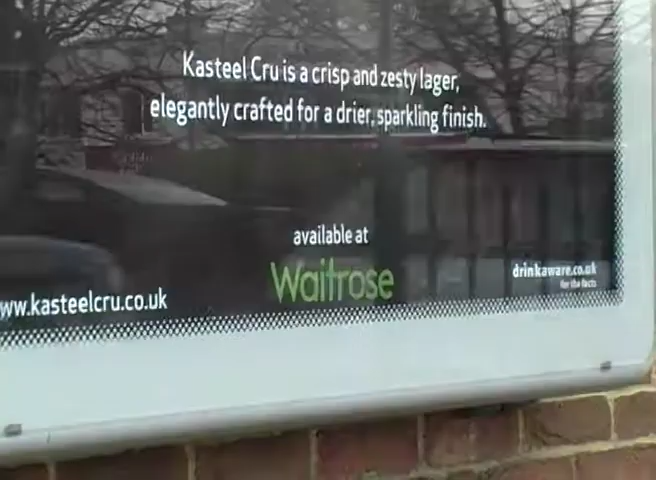 Kasteel Cru is a crisp and zesty lager,
elegantly crafted for a drier, sparkling finish.
available at
Waitrose
www.kasteelcru.co.uk
drinkaware.co.uk
for the facts